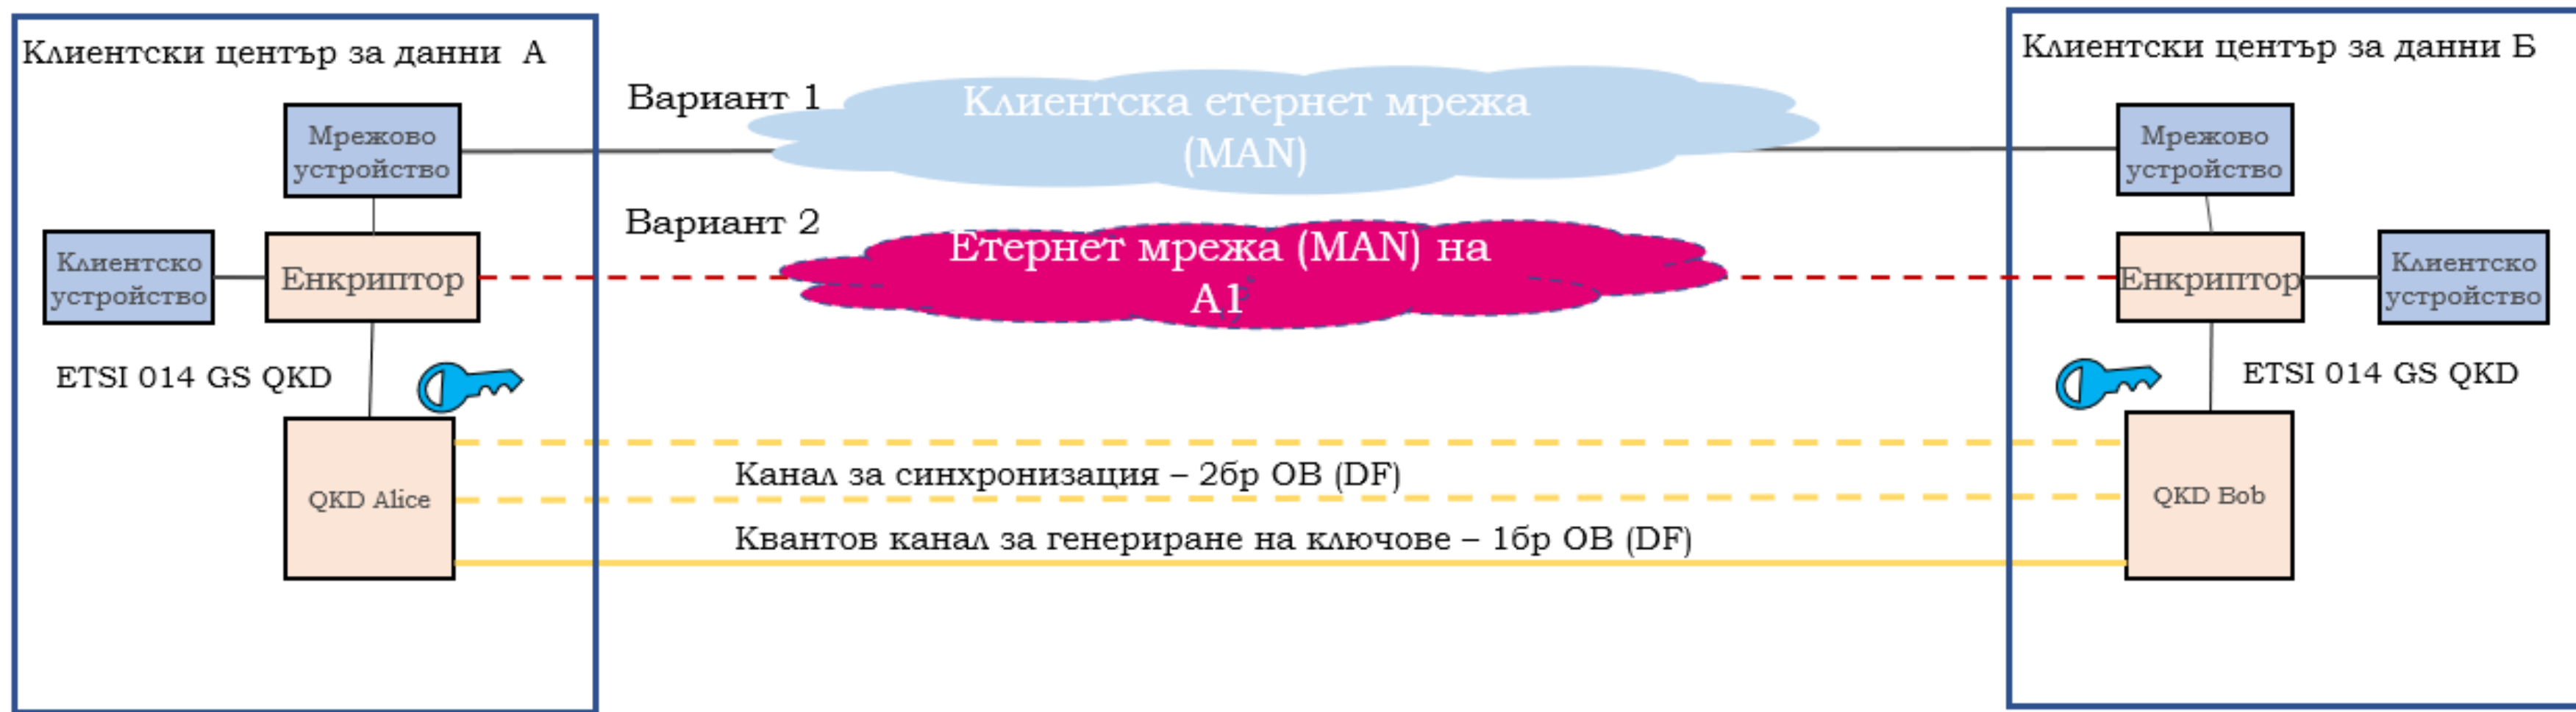 Клиентски център за данни А
Мрежово
устройство
Клиентско
устройство
Енкриптор
ETSI 014 GS QKD
QKD Alice
Вариант 1
Клиентска етернет мрежа
(MAN)
Вариант 2
Етернет мрежа (MAN) на
А1
Канал за синхронизация – 2бр ОВ (DF)
Квантов канал за генериране на ключове – 1бр ОВ (DF)
Клиентски център за данни Б
Мрежово
устройство
Енкриптор
Клиентско
устройство
ETSI 014 GS QKD
QKD Bob